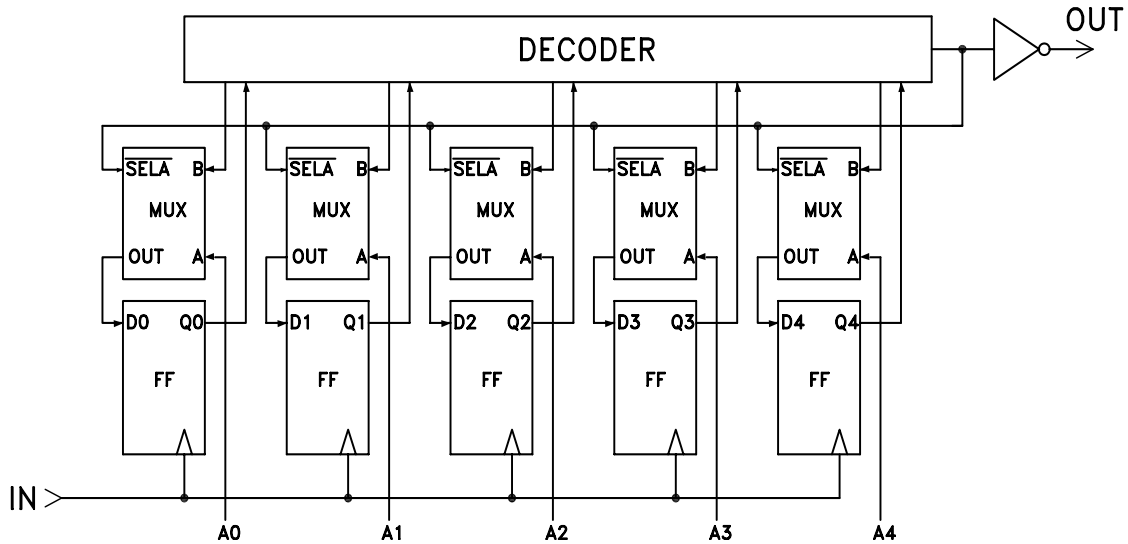 OUT
DECODER
SELA B SELA B SELA B SELA B SELA B
MUX MUX MUX MUX MUX
OUT A OUT A OUT A OUT A OUT A
D0 Q0 D1 Q1 D2 Q2 D3 Q3 D4 Q4
FF FF FF FF FF
IN
A0 A1 A2 A3 A4